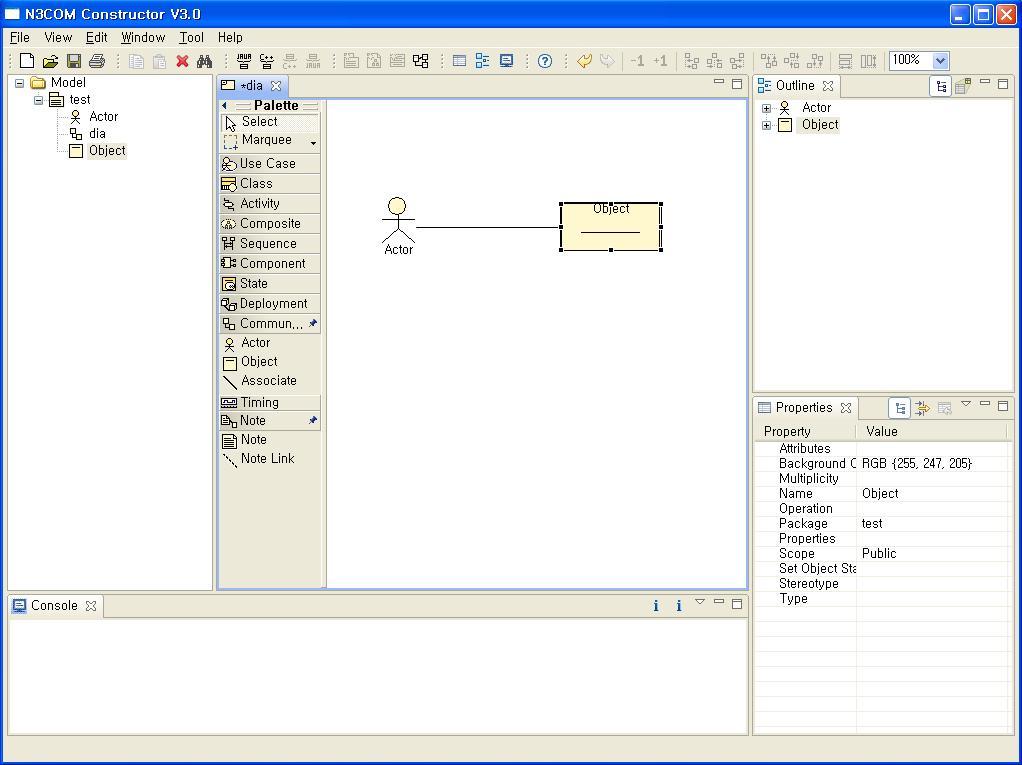 N3COM Constructor V3.0
File View Edit Window Tool Help
100%
Model
test
Actor
dia
Object
*dia
Palette
Select
Marquee
Use Case
Class
Activity
Composite
Sequence
Component
State
Deployment
Commun...
Actor
Object
Associate
Timing
Note
Note
Note Link
Actor
Object
Outline
Actor
Object
Properties
Property Value
Attributes
Background C RGB {255, 247, 205}
Multiplicity
Name Object
Operation
Package test
Properties
Scope Public
Set Object Sta
Stereotype
Type
Console